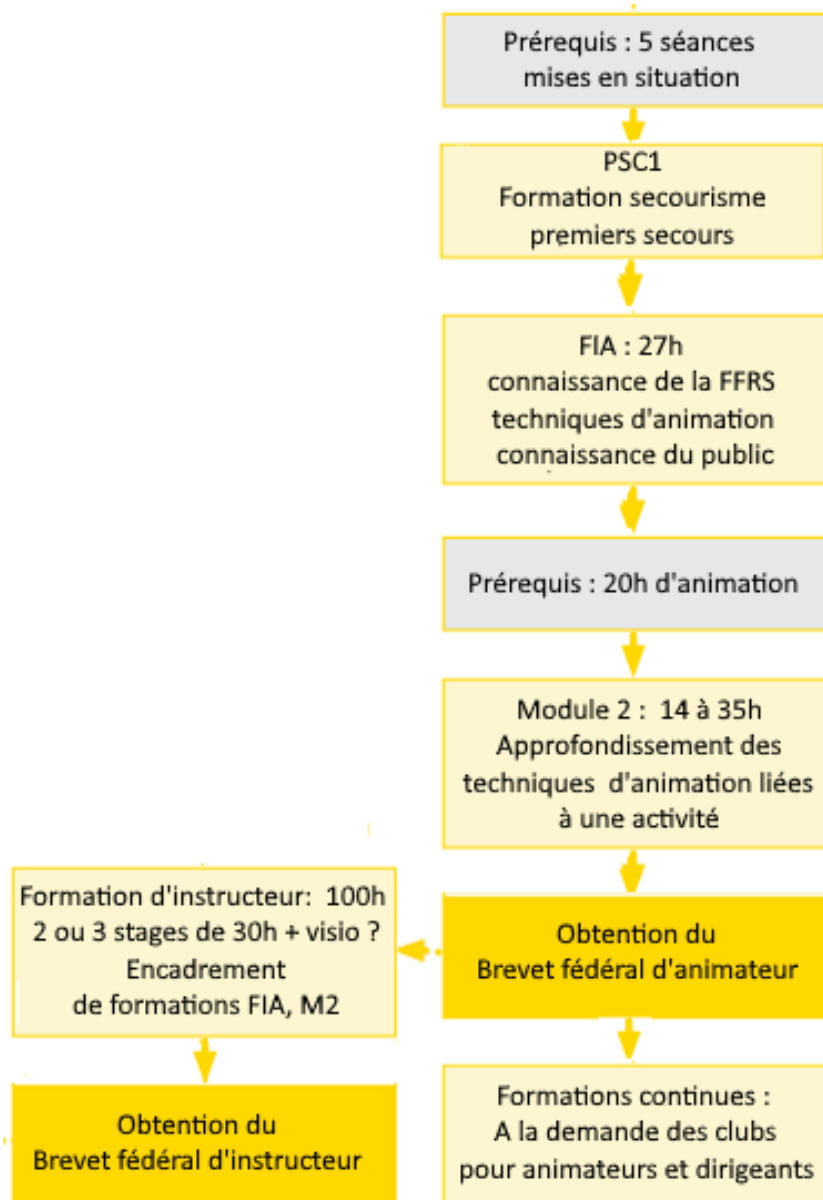 Prérequis : 5 séances
mises en situation
PSC1
Formation secourisme
premiers secours
FIA : 27h
connaissance de la FFRS
techniques d'animation
connaissance du public
Prérequis : 20h d'animation
Module 2 : 14 à 35h
Approfondissement des
techniques d'animation liées
à une activité
Obtention du
Brevet fédéral d'animateur
Formation d'instructeur: 100h
2 ou 3 stages de 30h + visio ?
Encadrement
de formations FIA, M2
Obtention du
Brevet fédéral d'instructeur
Formations continues :
A la demande des clubs
pour animateurs et dirigeants